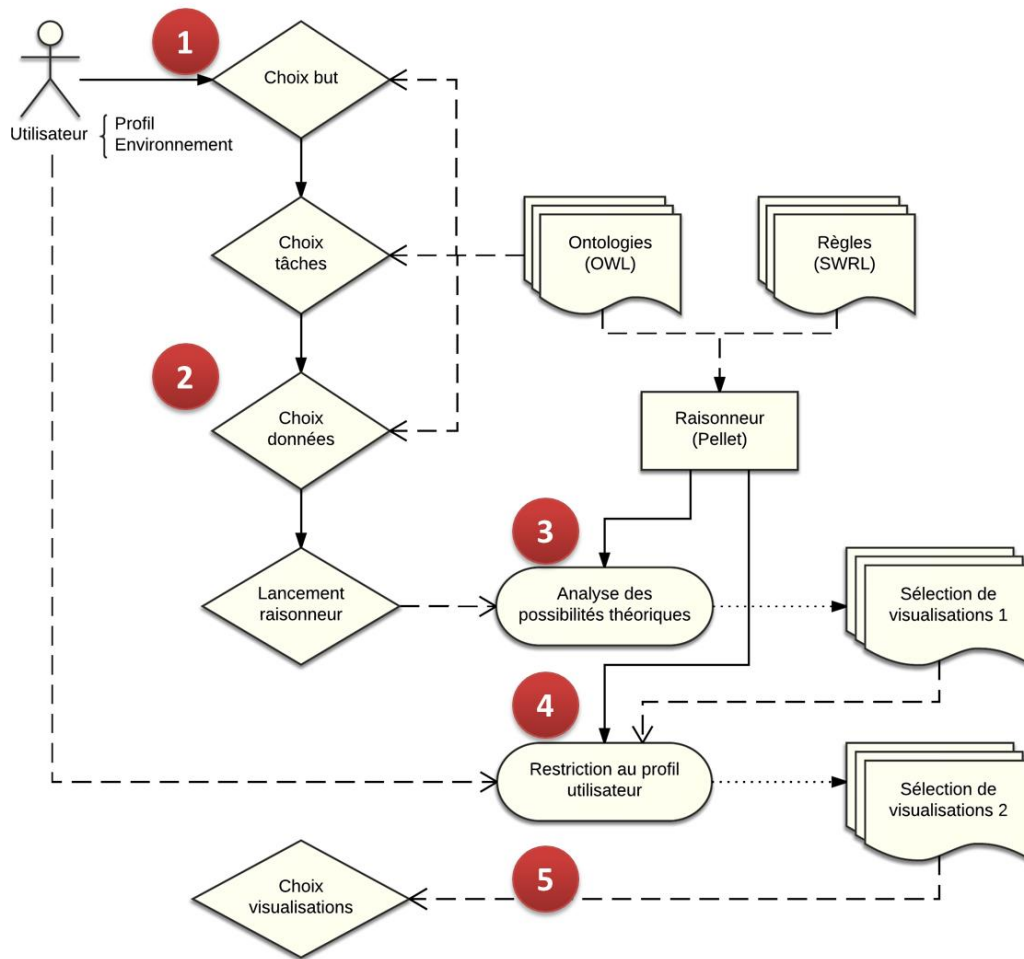 1
Choix but
Utilisateur
Profil
Environnement
Choix
tâches
Ontologies
(OWL)
Règles
(SWRL)
2
Choix
données
Raisonneur
(Pellet)
3
Lancement
raisonneur
Analyse des
possibilités théoriques
Sélection de
visualisations 1
4
Restriction au profil
utilisateur
Sélection de
visualisations 2
5
Choix
visualisations